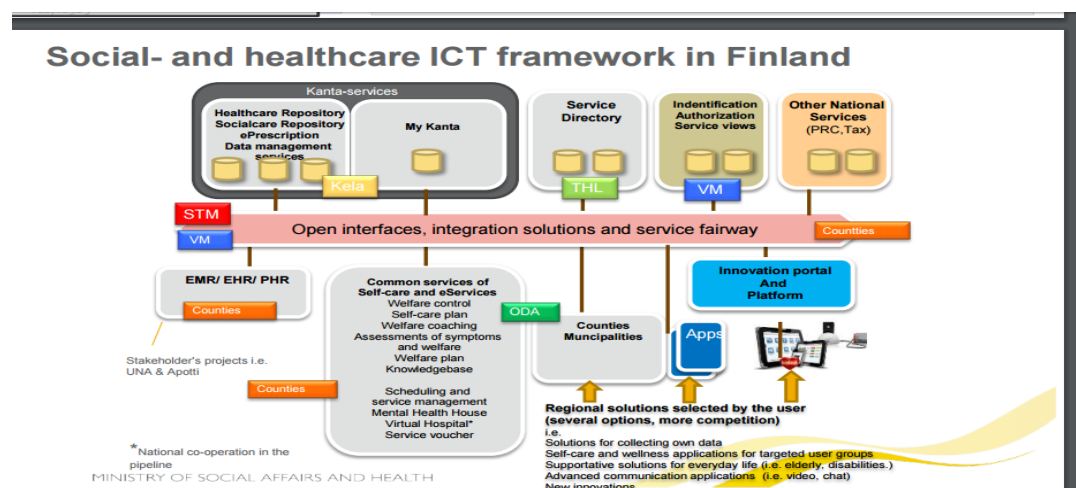 Social- and healthcare ICT framework in Finland
Kanta-services
Healthcare Repository
Socialcare Repository
ePrescription
Data management
services
My Kanta
Kela
Service
Directory
THL
Indentification
Authorization
Service views
VM
Other National
Services
(PRC,Tax)
STM
VM
Open interfaces, integration solutions and service fairway
Counties
EMR/ EHR/ PHR
Counties
Stakeholder's projects i.e.
UNA & Apotti
Common services of
Self-care and eServices
Welfare control
Self-care plan
Welfare coaching
Assessments of symptoms
and welfare
Welfare plan
Knowledgebase
Scheduling and
service management
Mental Health House
Virtual Hospital*
Service voucher
Counties
ODA
Counties
Muncipalities
Apps
Innovation portal
And
Platform
Regional solutions selected by the user
(several options, more competition)
i.e.
Solutions for collecting own data
Self-care and wellness applications for targeted user groups
Supportative solutions for everyday life (i.e. elderly, disabilities.)
Advanced communication applications (i.e. video, chat)
New innovations
*National co-operation in the
pipeline
MINISTRY OF SOCIAL AFFAIRS AND HEALTH